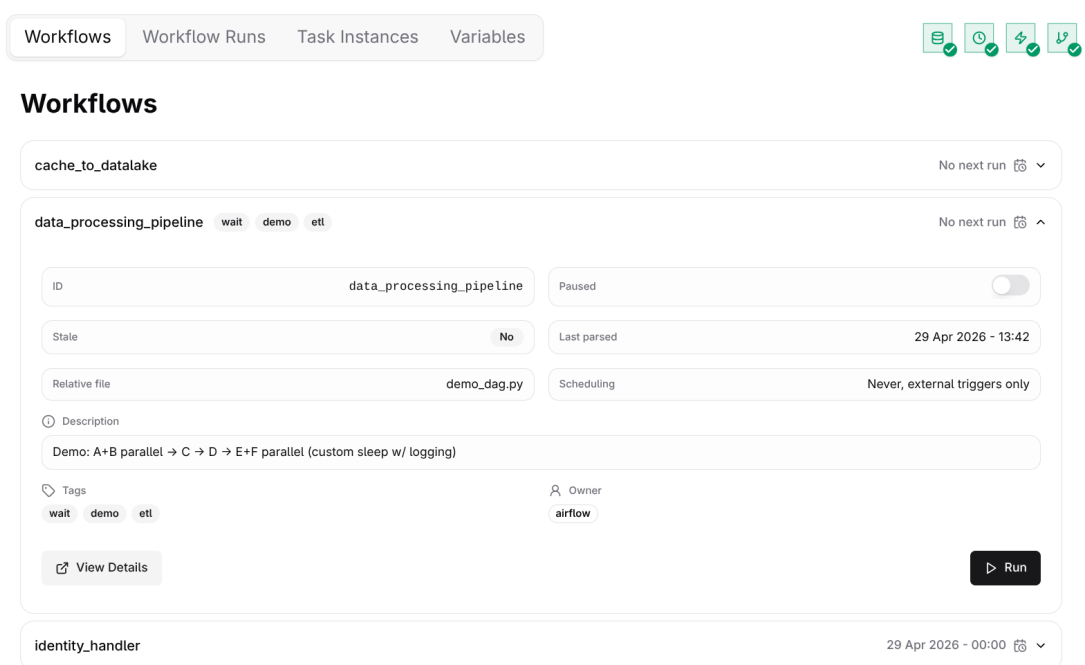 Workflows Workflow Runs Task Instances Variables
Workflows
cache_to_datalake No next run
data_processing_pipeline wait demo etl No next run
ID data_processing_pipeline Paused
Stale No Last parsed 29 Apr 2026 - 13:42
Relative file demo_dag.py Scheduling Never, external triggers only
Description
Demo: A+B parallel → C → D → E+F parallel (custom sleep w/ logging)
Tags Owner
wait demo etl airflow
View Details Run
identity_handler 29 Apr 2026 - 00:00